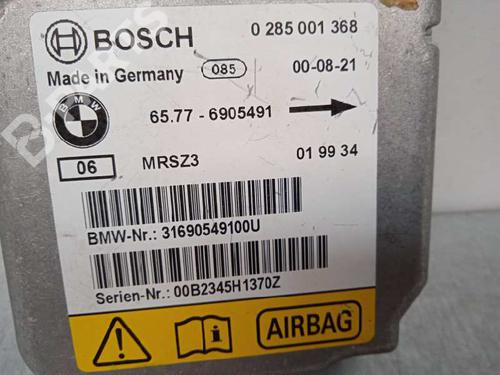 BOSCH 0 285 001 368
Made in Germany 085 00-08-21
BMW 65.77 - 6905491
06 MRSZ3 01 99 34
BMW-Nr.: 31690549100U
Serien-Nr.: 00B2345H1370Z
AIRBAG